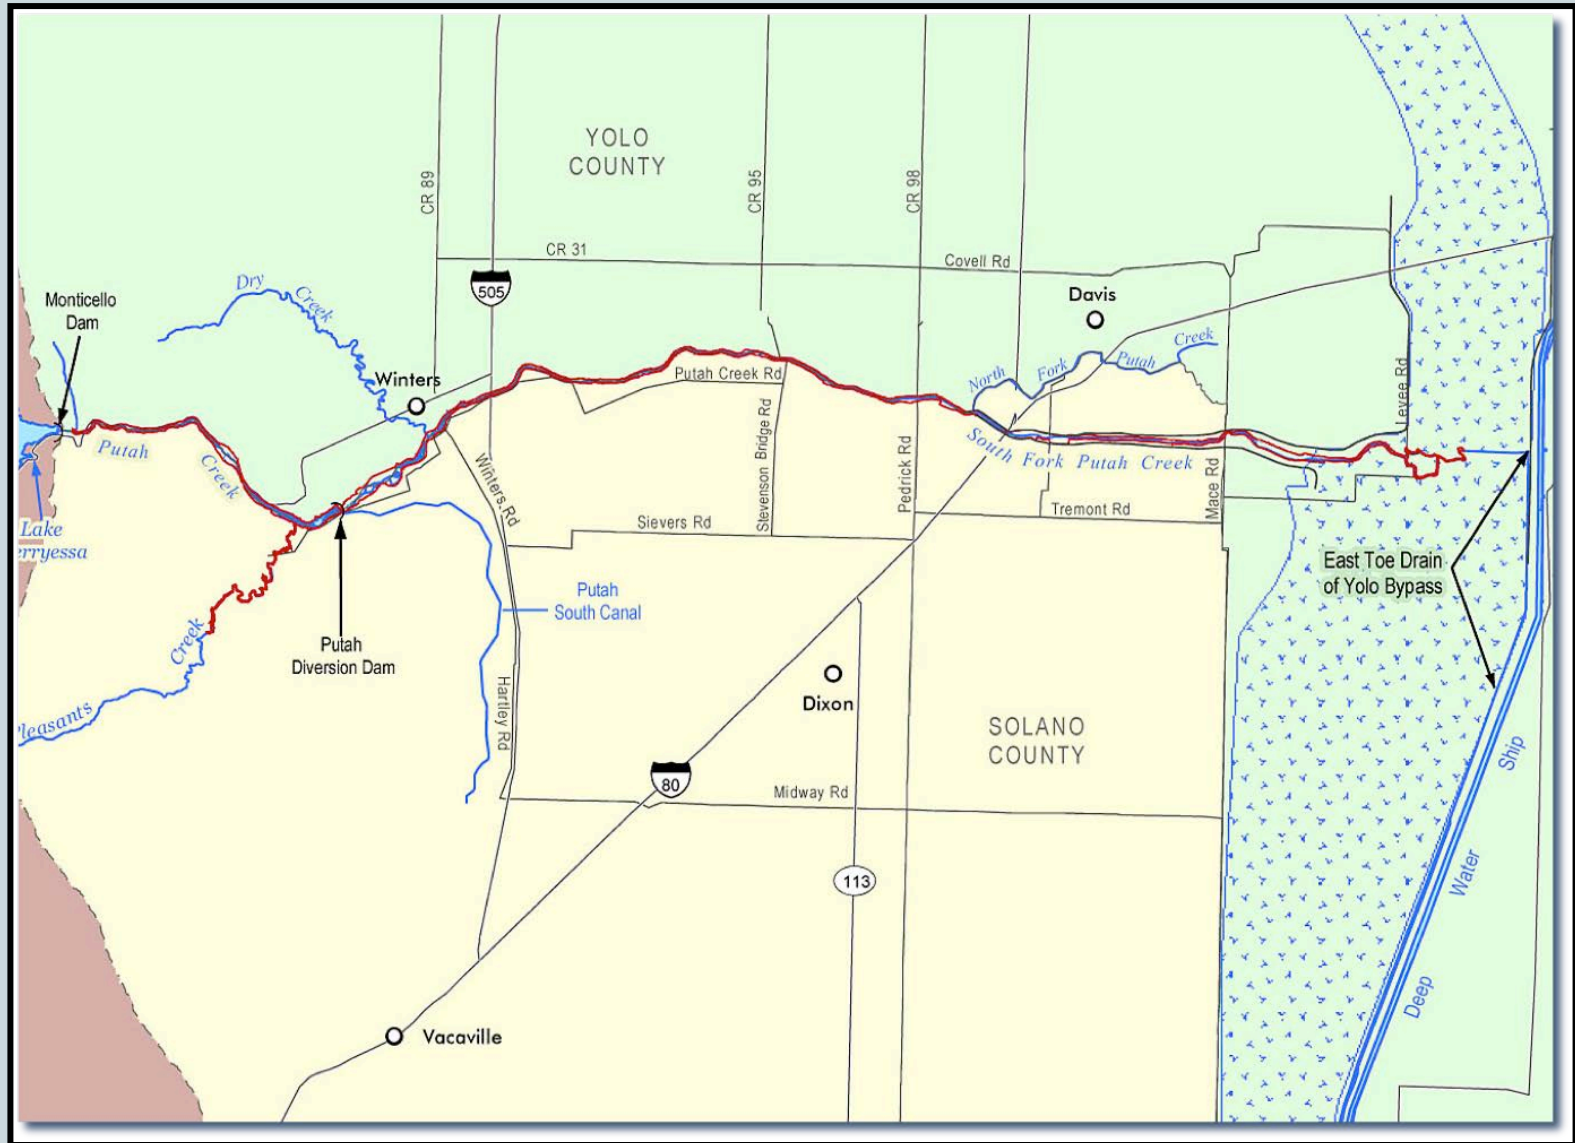 YOLO
COUNTY
CR 89
CR 95
CR 98
CR 31
Covell Rd
505
Davis
Dry
Creek
Monticello
Dam
Winters
North
Fork
Putah
Creek
Putah Creek Rd
Levee Rd
Putah
Creek
South Fork Putah Creek
Winters Rd
Stevenson Bridge Rd
Pedrick Rd
Mace Rd
Lake
erryessa
Sievers Rd
Tremont Rd
East Toe Drain
of Yolo Bypass
Putah
South Canal
Creek
Pleasants
Putah
Diversion Dam
Hartley Rd
Dixon
SOLANO
COUNTY
80
Midway Rd
113
Ship
Water
Deep
Vacaville